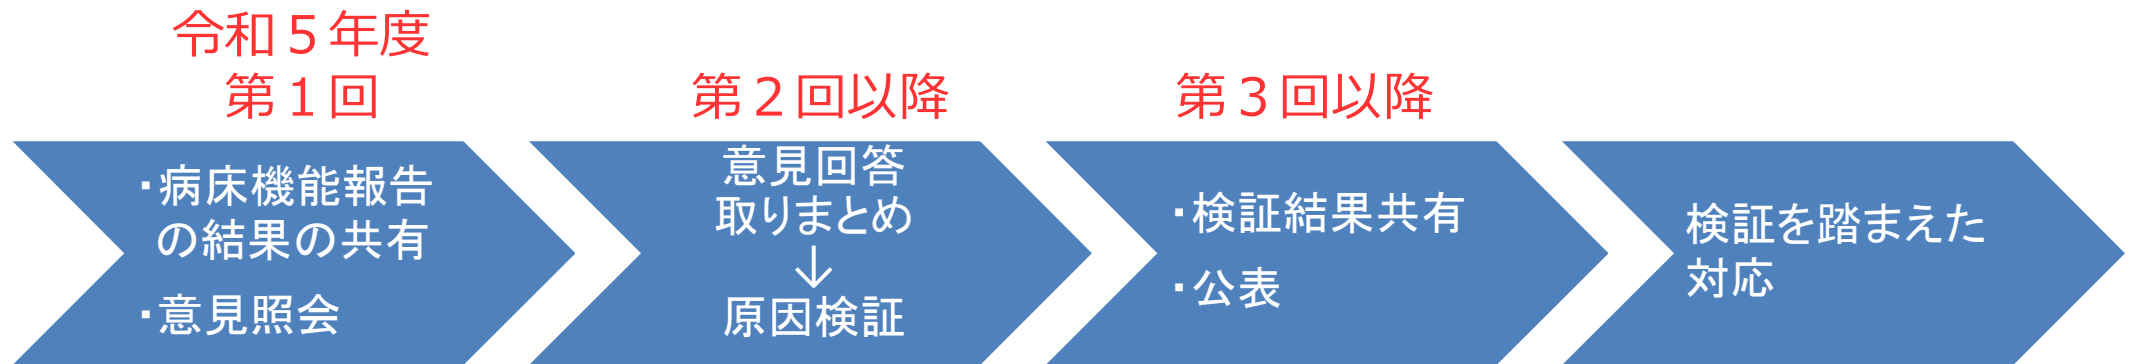 令和５年度
第１回
・病床機能報告
の結果の共有
・意見照会
第２回以降
意見回答
取りまとめ
↓
原因検証
第３回以降
・検証結果共有
・公表
検証を踏まえた
対応